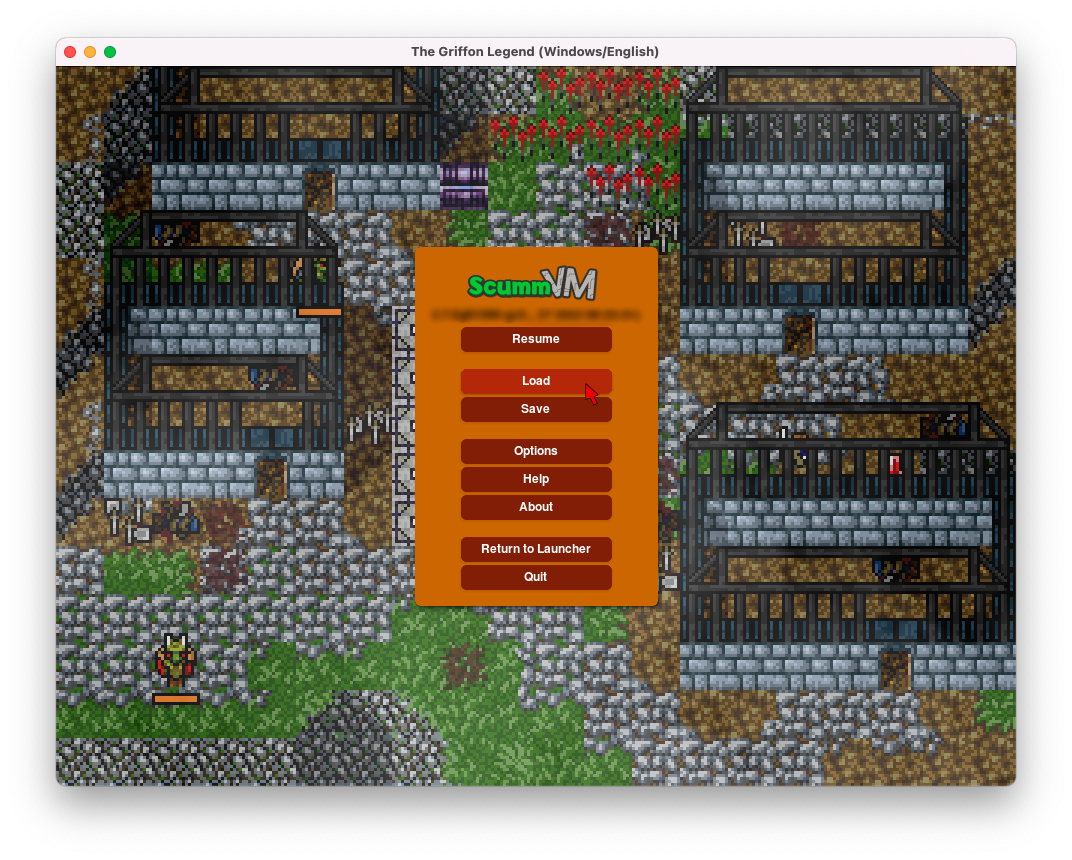 The Griffon Legend (Windows/English)
ScummVM
Resume
Load
Save
Options
Help
About
Return to Launcher
Quit